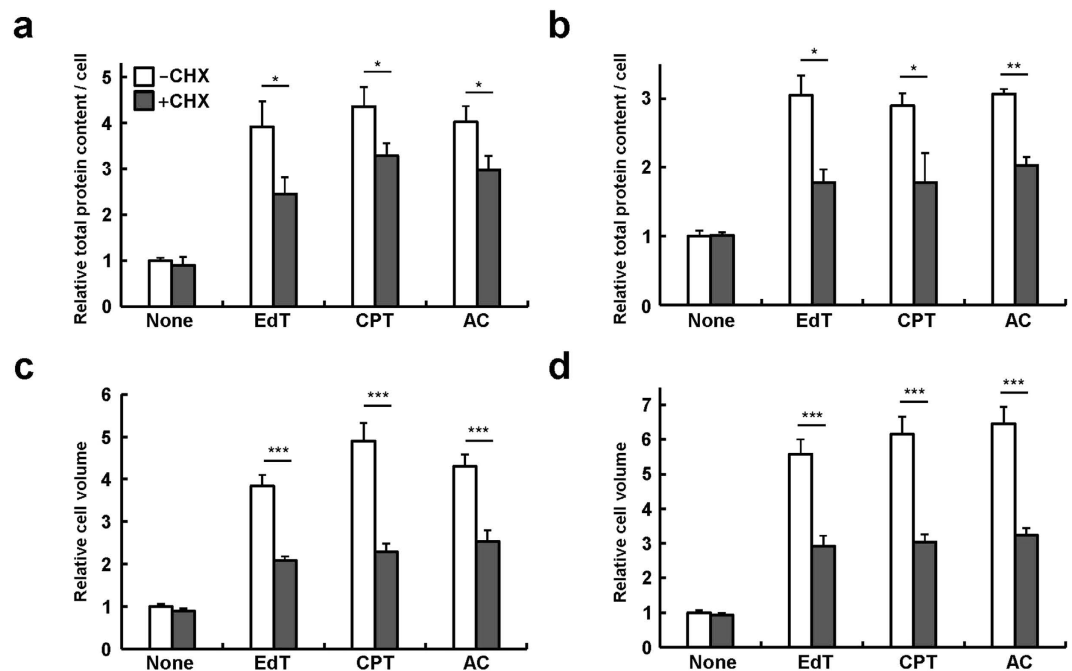 a
Relative total protein content / cell
5
4
3
2
1
0
−CHX
+CHX
*
*
*
None
EdT
CPT
AC
b
Relative total protein content / cell
3
2
1
0
*
*
**
None
EdT
CPT
AC
c
Relative cell volume
6
5
4
3
2
1
0
***
***
***
None
EdT
CPT
AC
d
Relative cell volume
7
6
5
4
3
2
1
0
***
***
***
None
EdT
CPT
AC